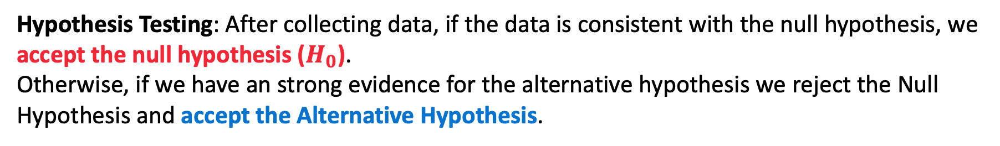 Hypothesis Testing: After collecting data, if the data is consistent with the null hypothesis, we
accept the null hypothesis (H₀).
Otherwise, if we have an strong evidence for the alternative hypothesis we reject the Null
Hypothesis and accept the Alternative Hypothesis.